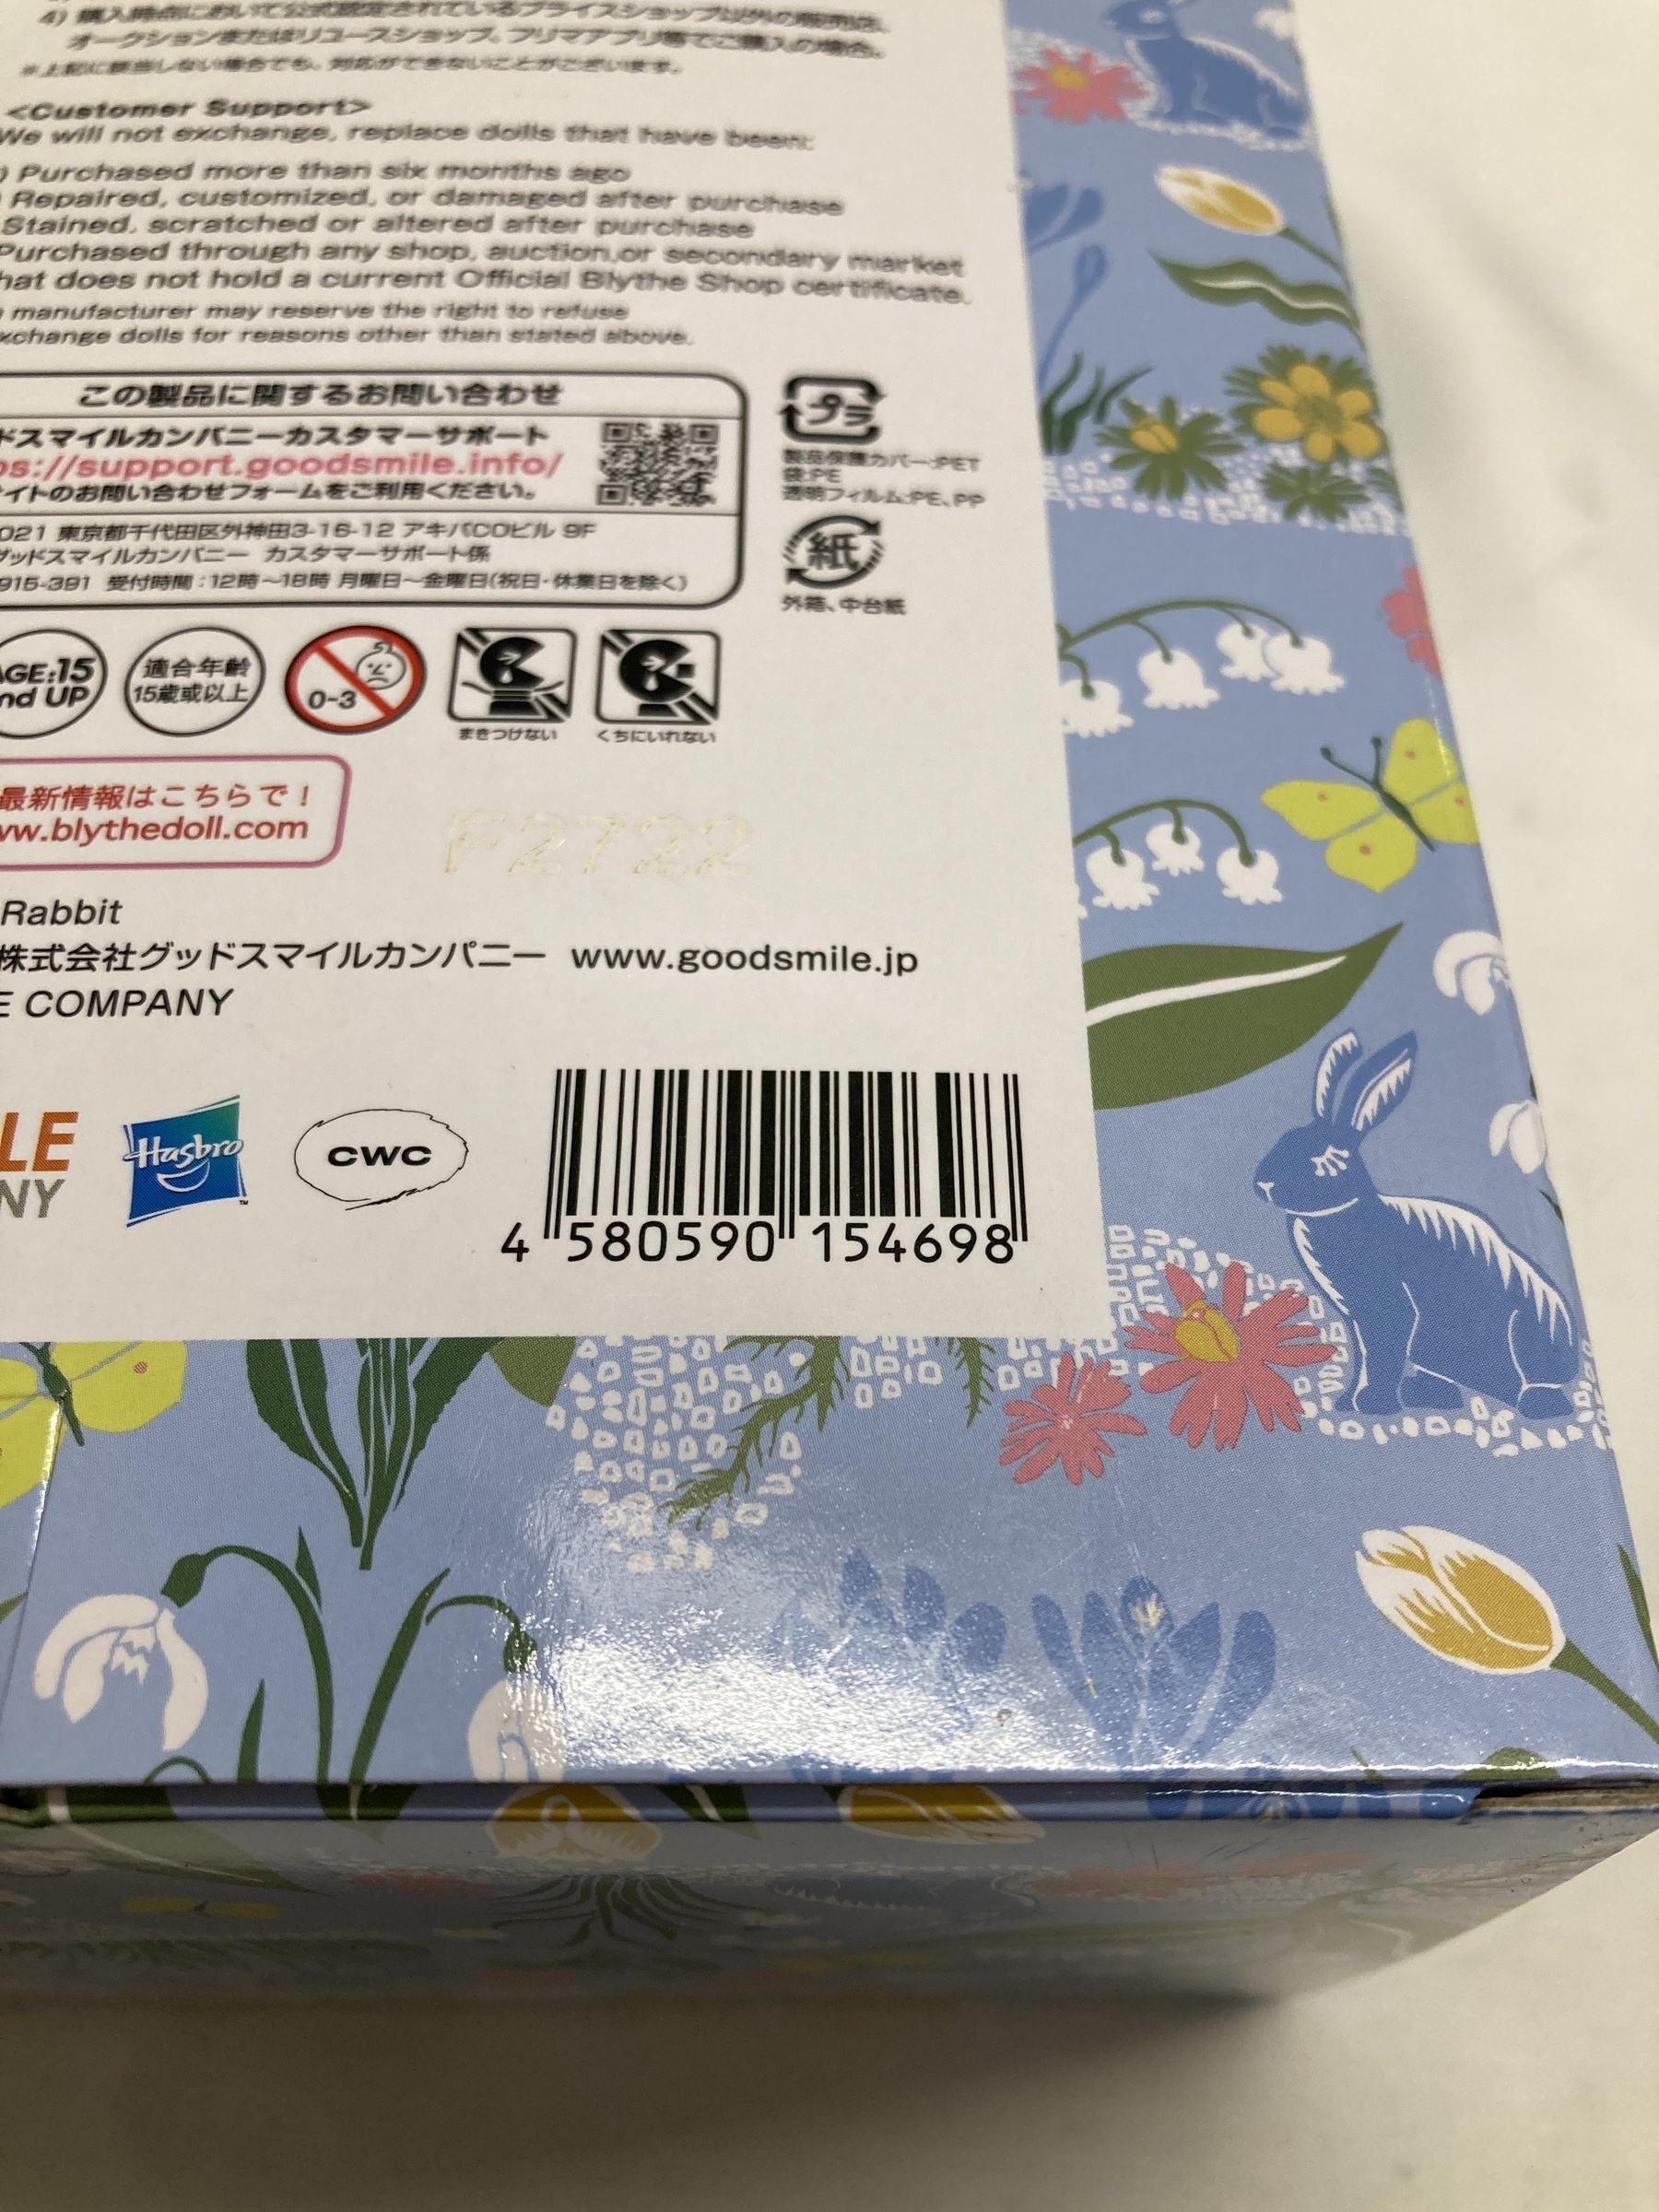 4) 購入時点において公式認定されているブライスショップ以外の販売店、
オークションまたはリユースショップ、フリマアプリ等でご購入の場合。
※上記に該当しない場合でも、対応ができないことがございます。
<Customer Support>
We will not exchange, replace dolls that have been:
) Purchased more than six months ago
Repaired, customized, or damaged after purchase
Stained, scratched or altered after purchase
Purchased through any shop, auction,or secondary market
hat does not hold a current Official Blythe Shop certificate.
manufacturer may reserve the right to refuse
xchange dolls for reasons other than stated above.
この製品に関するお問い合わせ
ドスマイルカンパニーカスタマーサポート
ps://support.goodsmile.info/
イトのお問い合わせフォームをご利用ください。
021 東京都千代田区外神田3-16-12 アキバCOビル 9F
グッドスマイルカンパニー カスタマーサポート係
915-391 受付時間:12時〜18時 月曜日〜金曜日(祝日・休業日を除く)
プラ
製品保護カバー:PET
袋:PE
透明フィルム:PE、PP
紙
外箱、中台紙
AGE:15
nd UP
適合年齢
15歳或以上
0-3
まきつけない
くちにいれない
最新情報はこちらで!
ww.blythedoll.com
F2722
Rabbit
株式会社グッドスマイルカンパニー www.goodsmile.jp
E COMPANY
LE
NY
Hasbro
TM
CWC
4 580590 154698